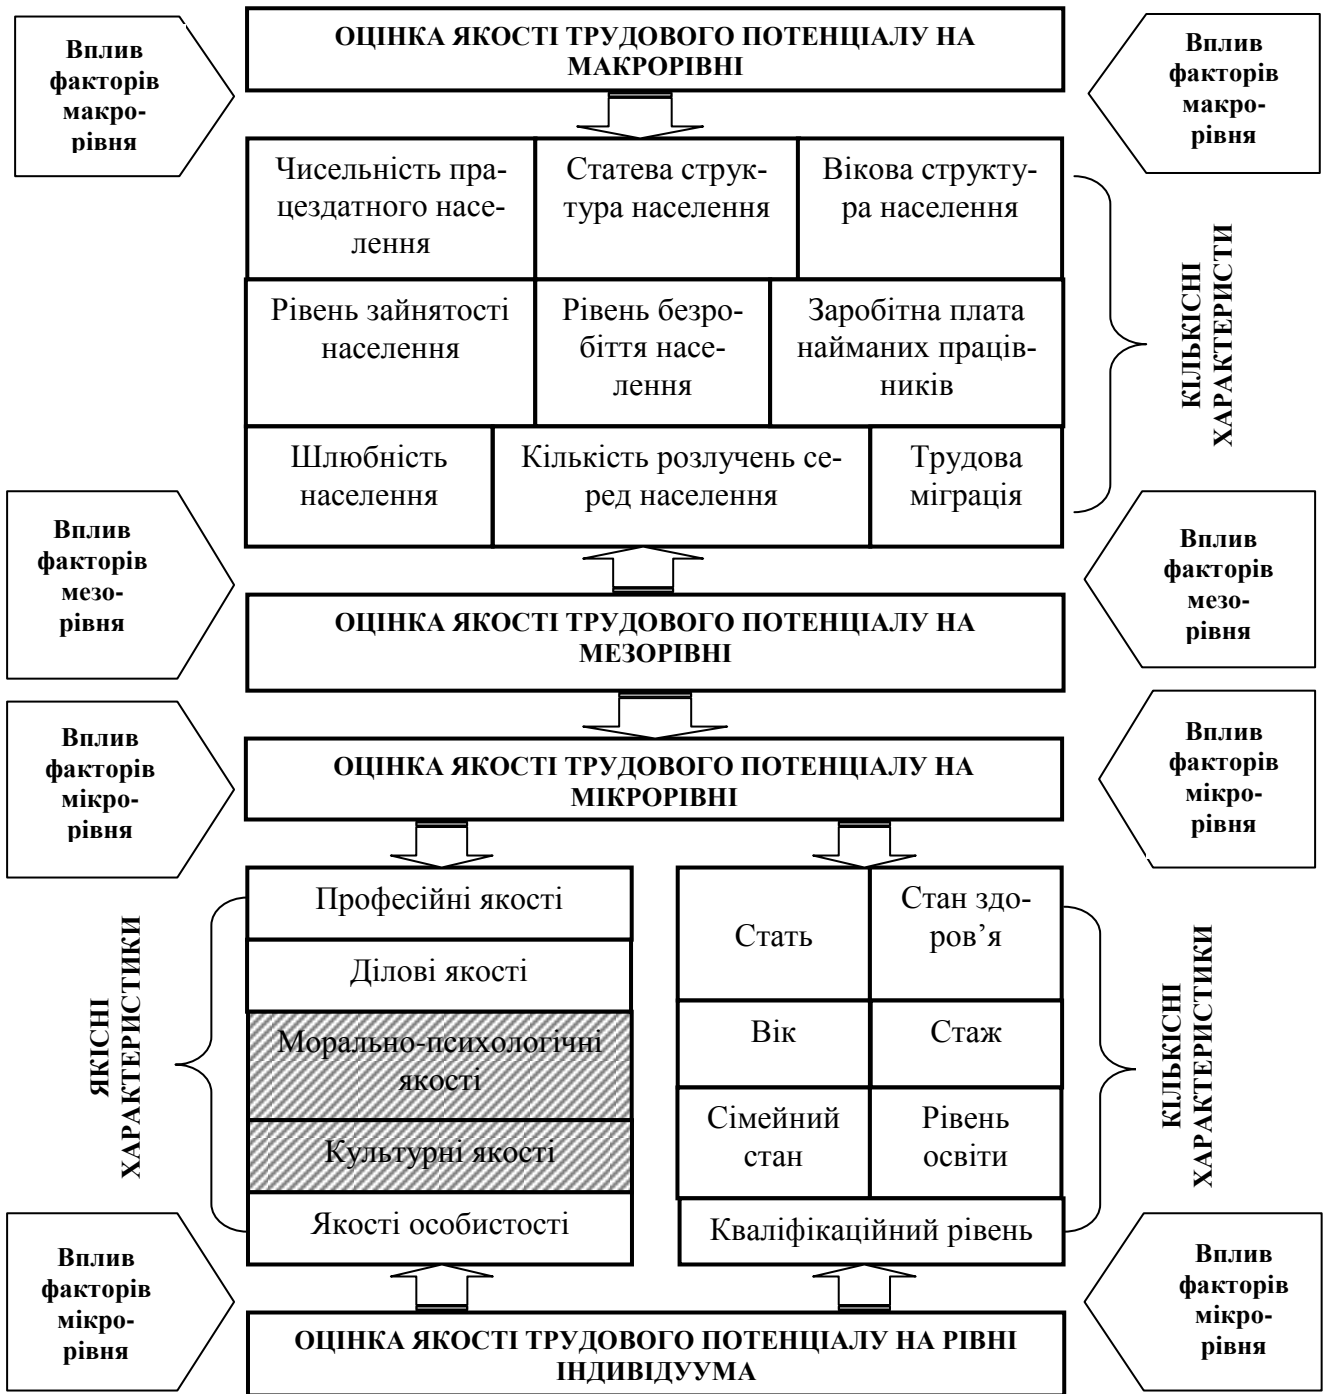 Вплив
факторів
макро-
рівня
ОЦІНКА ЯКОСТІ ТРУДОВОГО ПОТЕНЦІАЛУ НА
МАКРОРІВНІ
Вплив
факторів
макро-
рівня
Чисельність пра-
цездатного насе-
лення
Статева струк-
тура населення
Вікова структу-
ра населення
Рівень зайнятості
населення
Рівень безро-
біття насе-
лення
Заробітна плата
найманих праців-
ників
Шлюбність
населення
Кількість розлучень се-
ред населення
Трудова
міграція
КІЛЬКІСНІ
ХАРАКТЕРИСТИ
Вплив
факторів
мезо-
рівня
ОЦІНКА ЯКОСТІ ТРУДОВОГО ПОТЕНЦІАЛУ НА
МЕЗОРІВНІ
Вплив
факторів
мезо-
рівня
Вплив
факторів
мікро-
рівня
ОЦІНКА ЯКОСТІ ТРУДОВОГО ПОТЕНЦІАЛУ НА
МІКРОРІВНІ
Вплив
факторів
мікро-
рівня
ЯКІСНІ
ХАРАКТЕРИСТИКИ
Професійні якості
Ділові якості
Морально-психологічні
якості
Культурні якості
Якості особистості
Стать
Стан здо-
ров’я
Вік
Стаж
Сімейний
стан
Рівень
освіти
Кваліфікаційний рівень
КІЛЬКІСНІ
ХАРАКТЕРИСТИКИ
Вплив
факторів
мікро-
рівня
ОЦІНКА ЯКОСТІ ТРУДОВОГО ПОТЕНЦІАЛУ НА РІВНІ
ІНДИВІДУУМА
Вплив
факторів
мікро-
рівня